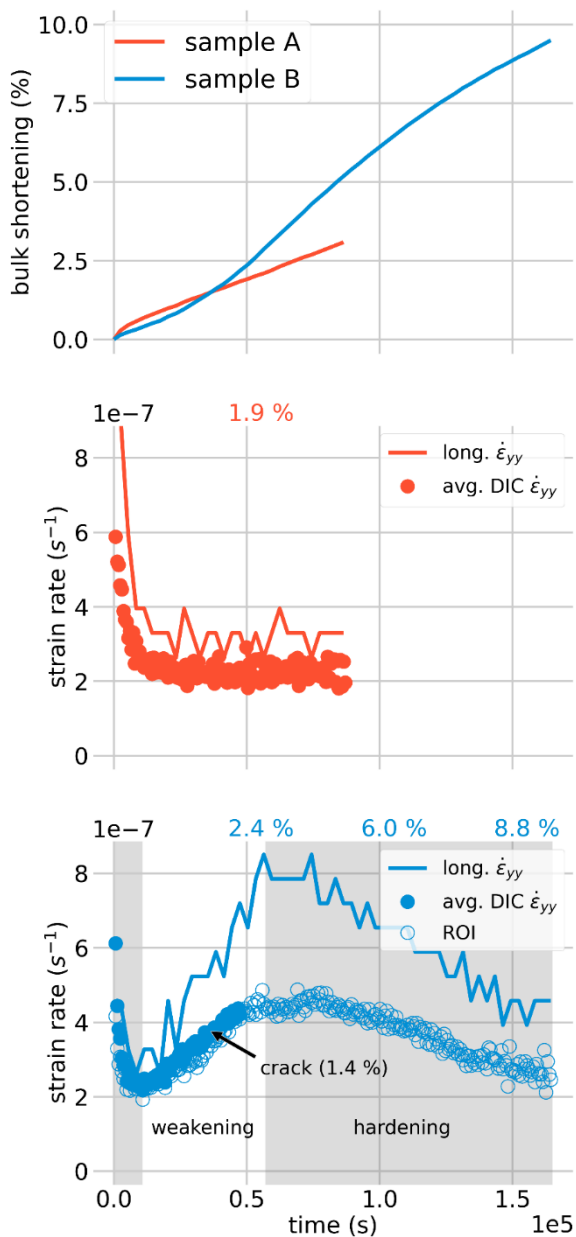 10.0
sample A
sample B
7.5
5.0
2.5
0.0
bulk shortening (%)
1e-7
1.9 %
8
long. ε̇yy
avg. DIC ε̇yy
6
4
2
0
strain rate (s⁻¹)
1e-7
2.4 %
6.0 %
8.8 %
8
long. ε̇yy
avg. DIC ε̇yy
ROI
6
4
crack (1.4 %)
2
weakening
hardening
0
strain rate (s⁻¹)
0.0
0.5
1.0
1.5
time (s)
1e5